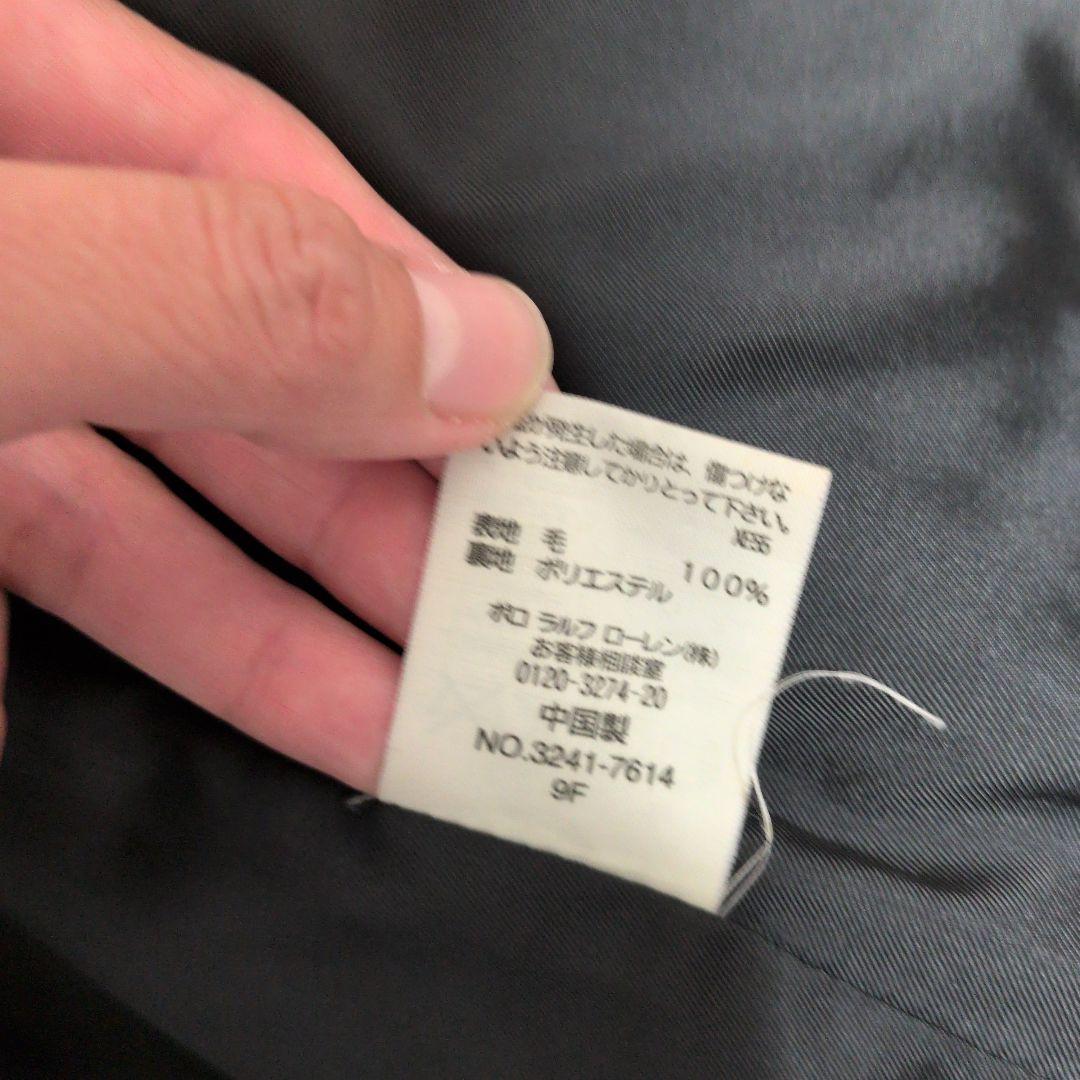 が発生した場合は、傷つけな
いよう注意してかりとって下さい。
XE56
表地 毛 100%
裏地 ポリエステル
ポロ ラルフ ローレン(株)
お客様相談室
0120-3274-20
中国製
NO.3241-7614
9F